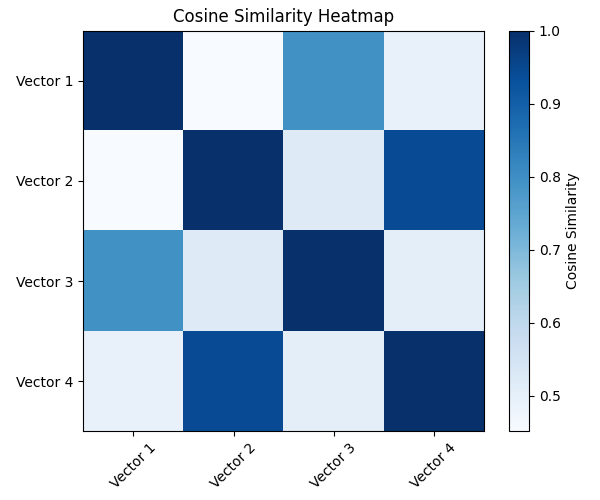 Cosine Similarity Heatmap
Vector 1
Vector 2
Vector 3
Vector 4
Vector 1
Vector 2
Vector 3
Vector 4
1.0
0.9
0.8
0.7
0.6
0.5
Cosine Similarity